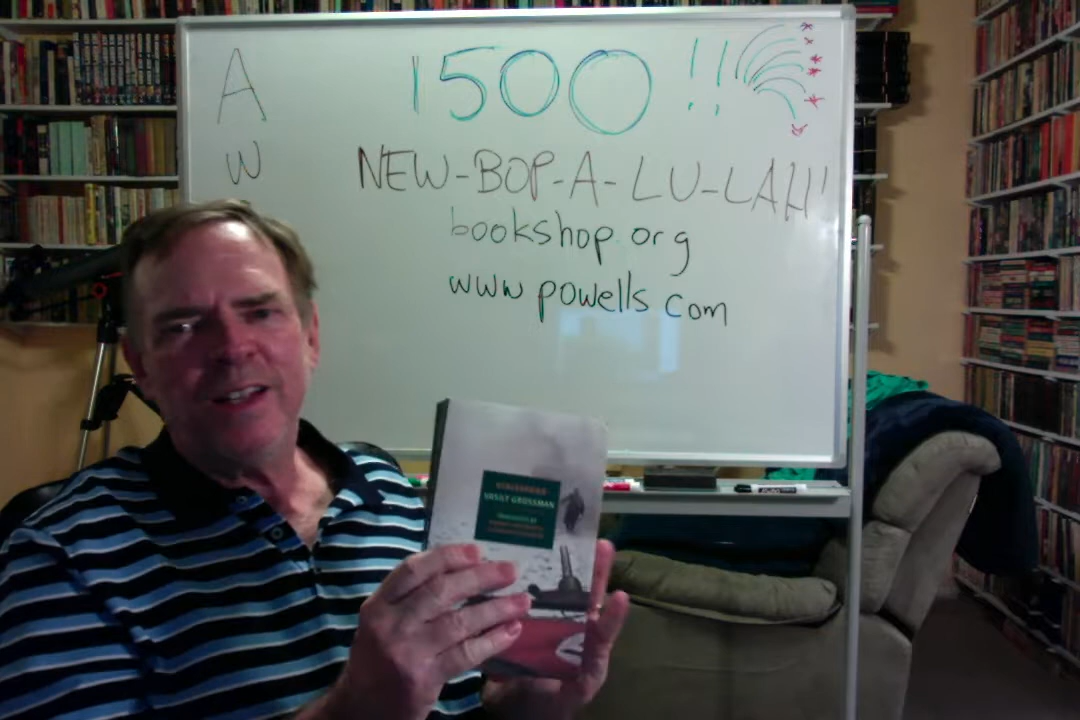 A 1500!!
W NEW-BOP-A-LU-LAH!
bookshop.org
www powells com
STALINGRAD
VASILY GROSSMAN